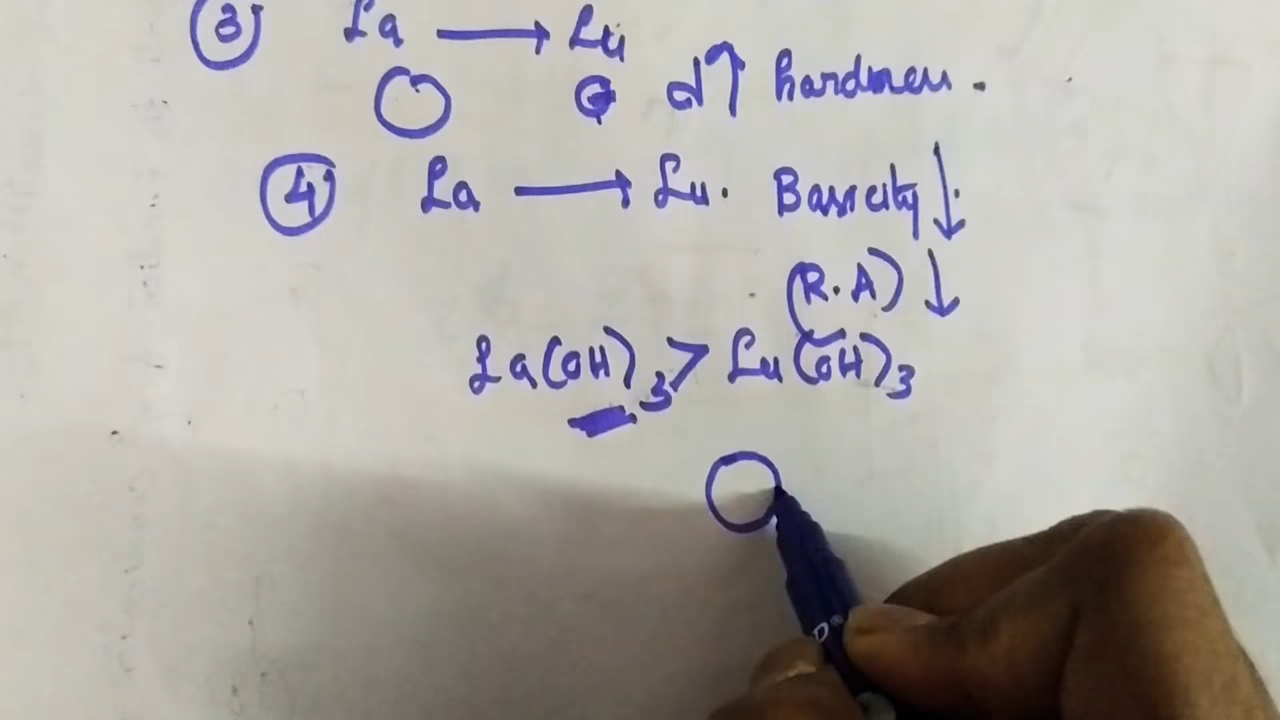 ③ La → Lu
d↑ hardness.
④ La → Lu. Basicity ↓.
(R.A) ↓
La(OH)3 > Lu(OH)3